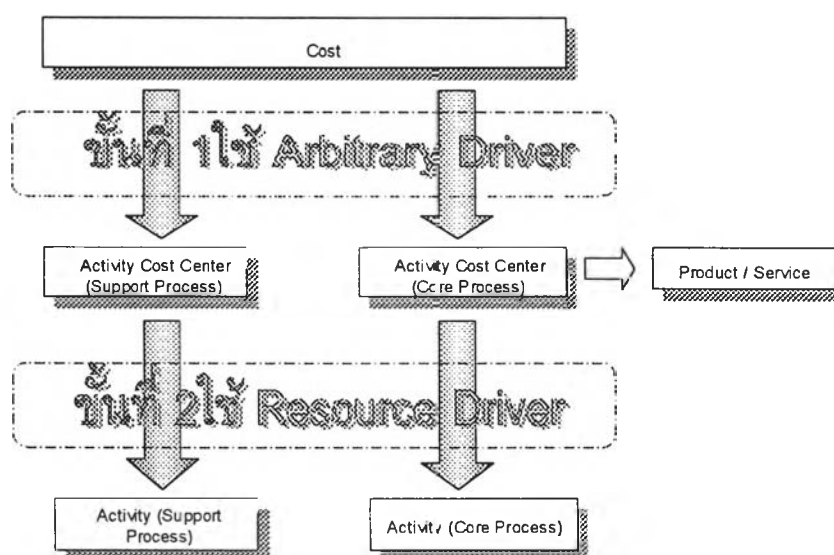 Cost
ขั้นที่ 1ใช้ Arbitrary Driver
Activity Cost Center
(Support Process)
Activity Cost Center
(Core Process)
Product / Service
ขั้นที่ 2ใช้ Resource Driver
Activity (Support
Process)
Activity (Core Process)